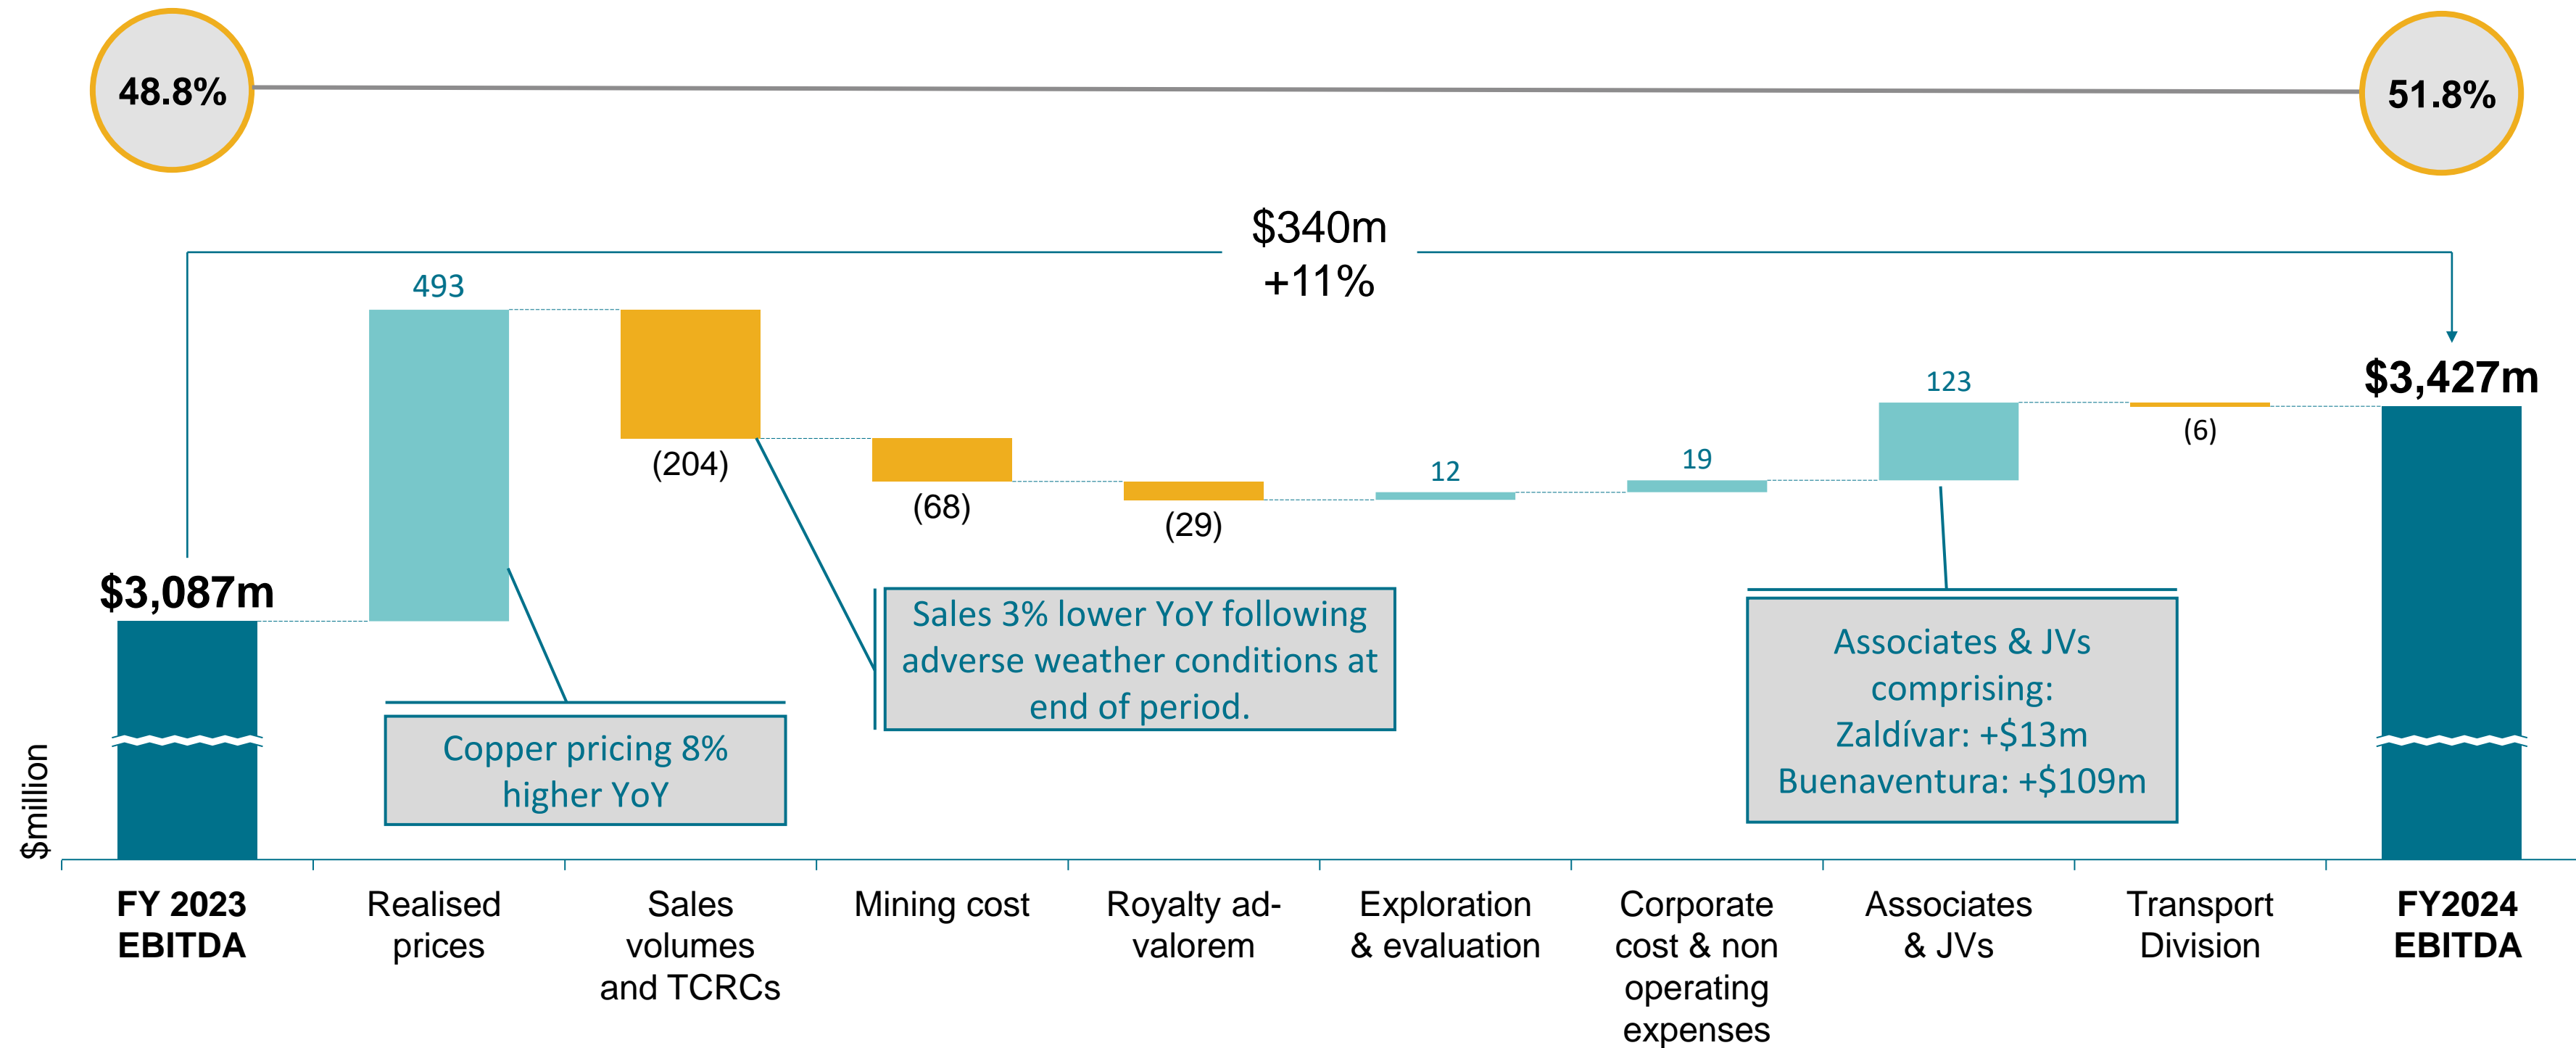 48.8%
51.8%
$340m
+11%
$3,087m
493
(204)
(68)
(29)
12
19
123
(6)
$3,427m
Copper pricing 8%
higher YoY
Sales 3% lower YoY following
adverse weather conditions at
end of period.
Associates & JVs
comprising:
Zaldívar: +$13m
Buenaventura: +$109m
$million
FY 2023
EBITDA
Realised
prices
Sales
volumes
and TCRCs
Mining cost
Royalty ad-
valorem
Exploration
& evaluation
Corporate
cost & non
operating
expenses
Associates
& JVs
Transport
Division
FY2024
EBITDA